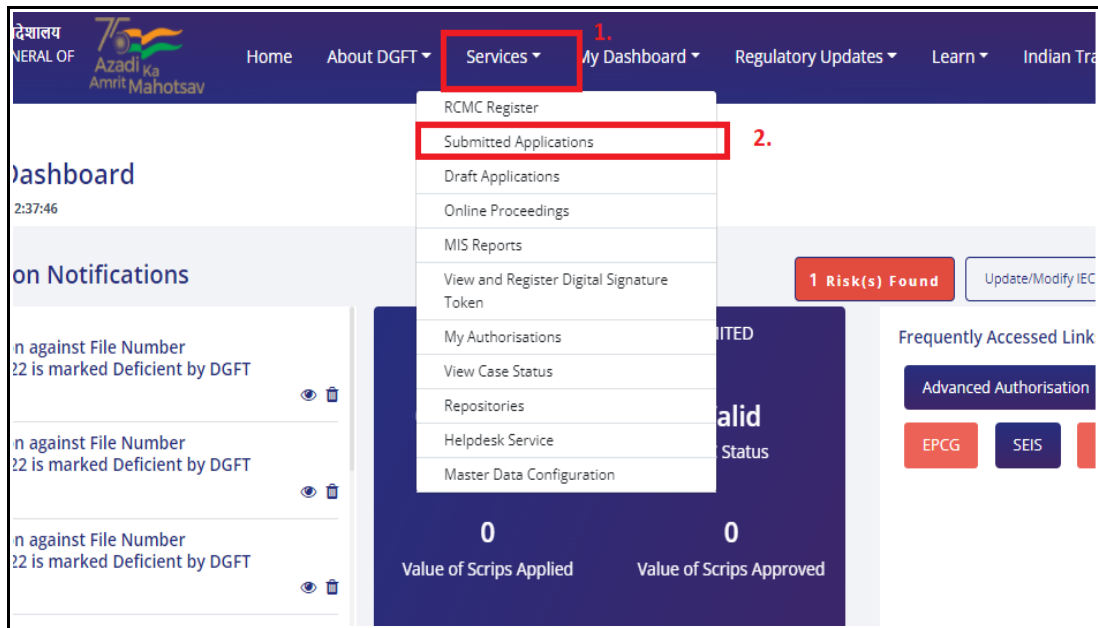 देशालय
NERAL OF
75
Azadi Ka
Amrit Mahotsav
Home
About DGFT
Services
1.
My Dashboard
Regulatory Updates
Learn
Indian Tra
RCMC Register
Submitted Applications
2.
Draft Applications
Online Proceedings
MIS Reports
View and Register Digital Signature
Token
My Authorisations
View Case Status
Repositories
Helpdesk Service
Master Data Configuration
Dashboard
2:37:46
on Notifications
1 Risk(s) Found
Update/Modify IEC
n against File Number
22 is marked Deficient by DGFT
n against File Number
22 is marked Deficient by DGFT
n against File Number
22 is marked Deficient by DGFT
ITED
alid
Status
0
Value of Scrips Applied
0
Value of Scrips Approved
Frequently Accessed Link
Advanced Authorisation
EPCG
SEIS